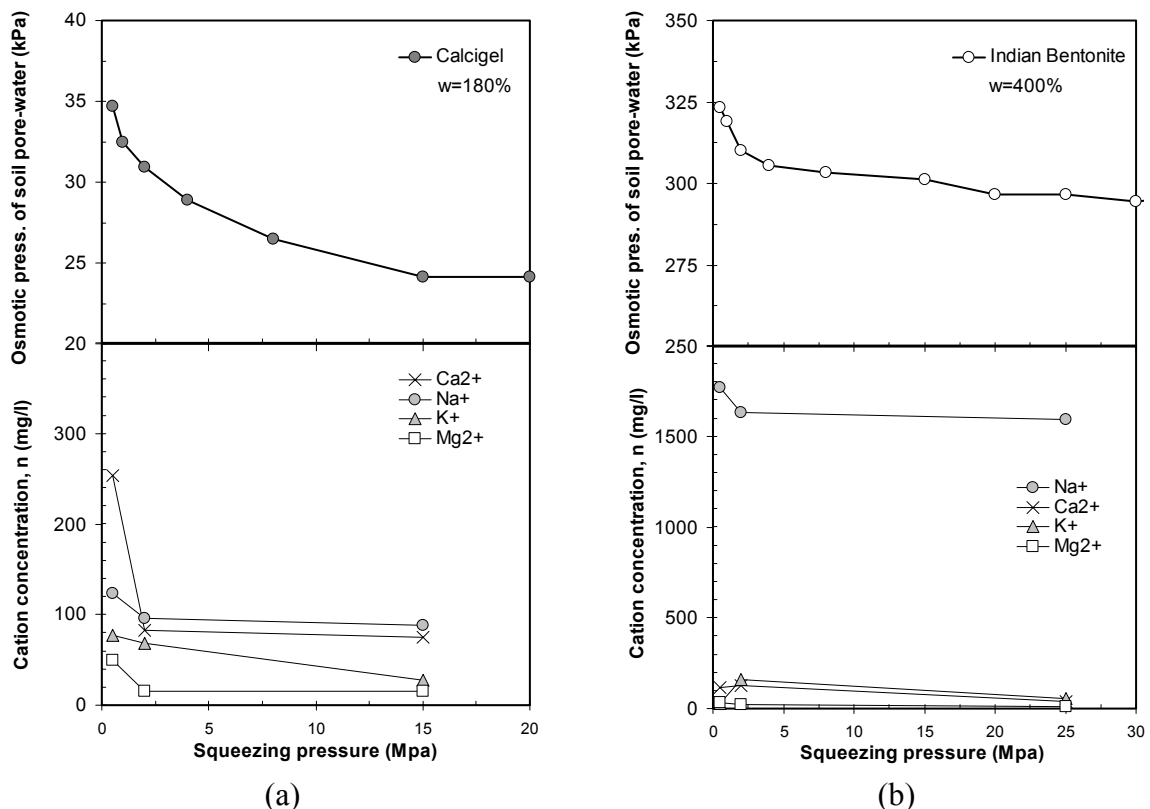 Osmotic press. of soil pore-water (kPa)
40
35
30
25
20
Calcigel
w=180%
Cation concentration, n (mg/l)
300
200
100
0
Ca2+
Na+
K+
Mg2+
0
5
10
15
20
Squeezing pressure (Mpa)
(a)
Osmotic pres. of soil pore-water (kPa)
350
325
300
275
250
Indian Bentonite
w=400%
Cation concentration, n (mg/l)
1500
1000
500
0
Na+
Ca2+
K+
Mg2+
0
5
10
15
20
25
30
Squeezing pressure (Mpa)
(b)